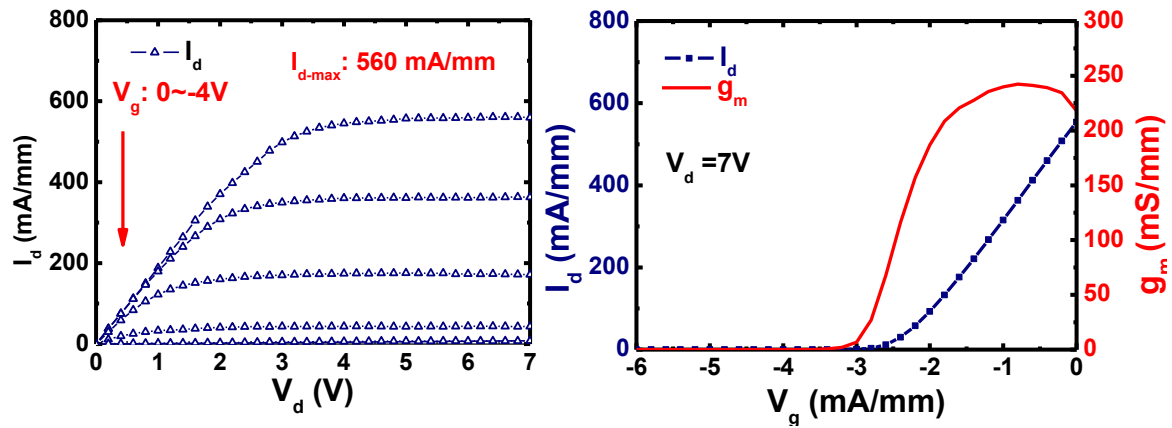 800
600
400
200
0
I_d (mA/mm)
I_d
V_g: 0~-4V
I_d-max: 560 mA/mm
0 1 2 3 4 5 6 7
V_d (V)
800
600
400
200
0
I_d (mA/mm)
I_d
g_m
V_d =7V
-6 -5 -4 -3 -2 -1 0
V_g (mA/mm)
300
250
200
150
100
50
0
g_m (mS/mm)